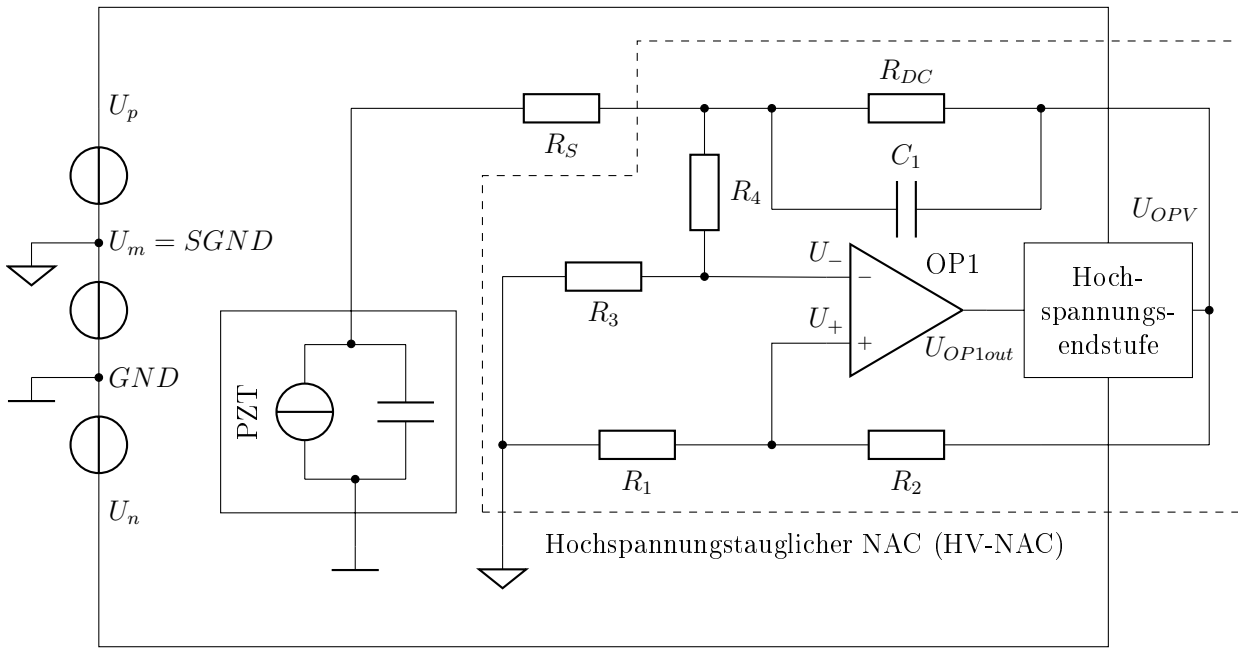 U_p
R_DC
R_S
C_1
R_4
U_OPV
U_m = SGND
U_−
OP1
−
R_3
U_+
+
U_OP1out
Hoch-
spannungs-
endstufe
GND
PZT
R_1
R_2
U_n
Hochspannungstauglicher NAC (HV-NAC)